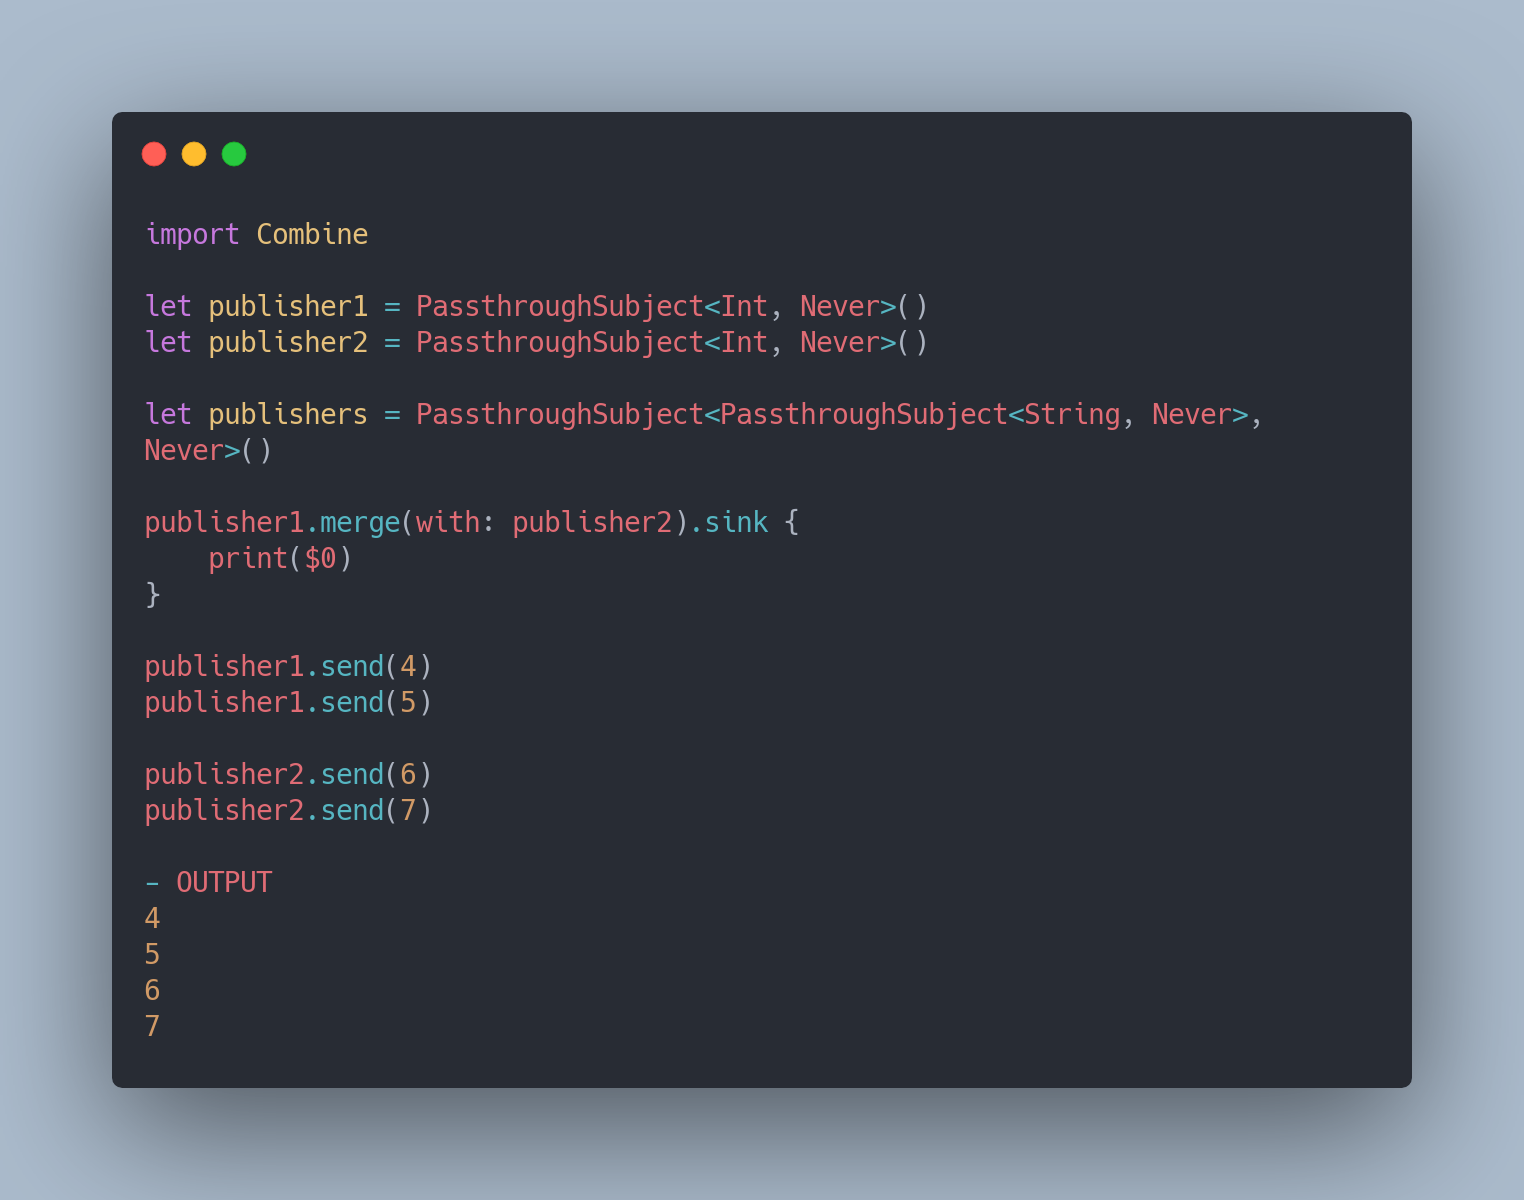 import Combine
let publisher1 = PassthroughSubject<Int, Never>()
let publisher2 = PassthroughSubject<Int, Never>()
let publishers = PassthroughSubject<PassthroughSubject<String, Never>,
Never>()
publisher1.merge(with: publisher2).sink {
    print($0)
}
publisher1.send(4)
publisher1.send(5)
publisher2.send(6)
publisher2.send(7)
- OUTPUT
4
5
6
7